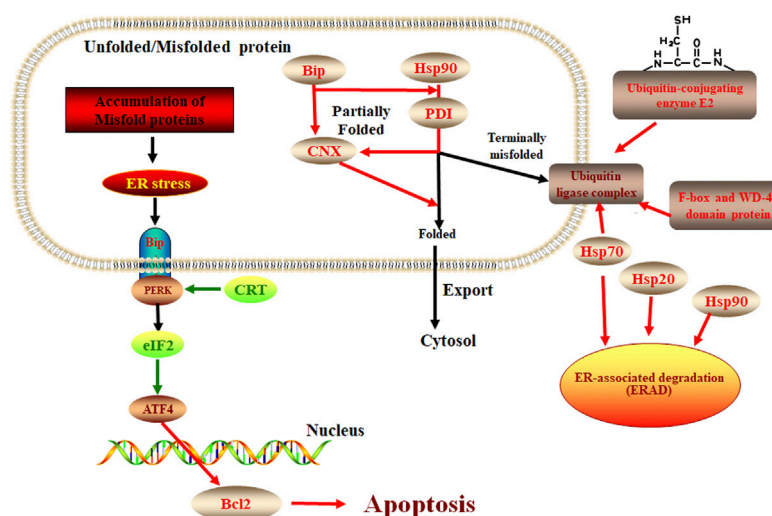 Unfolded/Misfolded protein
Accumulation of
Misfold proteins
ER stress
Bip
PERK
CRT
eIF2
ATF4
Nucleus
Bcl2
Apoptosis
Bip
Hsp90
Partially
Folded
PDI
CNX
Terminally
misfolded
Folded
Export
Cytosol
SH
H₂C
O
N
H
C
C
N
H
H
Ubiquitin-conjugating
enzyme E2
Ubiquitin
ligase complex
F-box and WD-4
domain protein
Hsp70
Hsp20
Hsp90
ER-associated degradation
(ERAD)